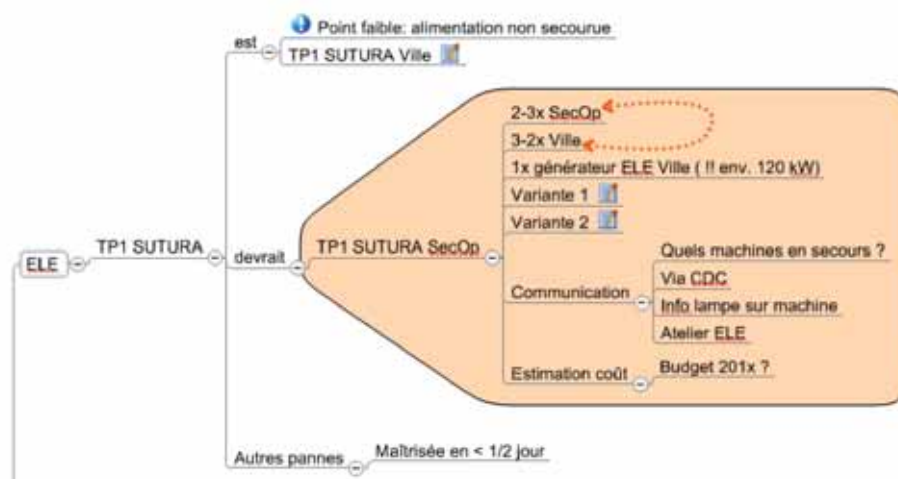 Point faible: alimentation non secourue
est
TP1 SUTURA Ville
2-3x SecOp
3-2x Ville
1x générateur ELE Ville ( !! env. 120 kW)
Variante 1
Variante 2
ELE
TP1 SUTURA
devrait
TP1 SUTURA SecOp
Communication
Quels machines en secours ?
Via CDC
Info lampe sur machine
Atelier ELE
Estimation coût
Budget 201x ?
Autres pannes
Maîtrisée en < 1/2 jour